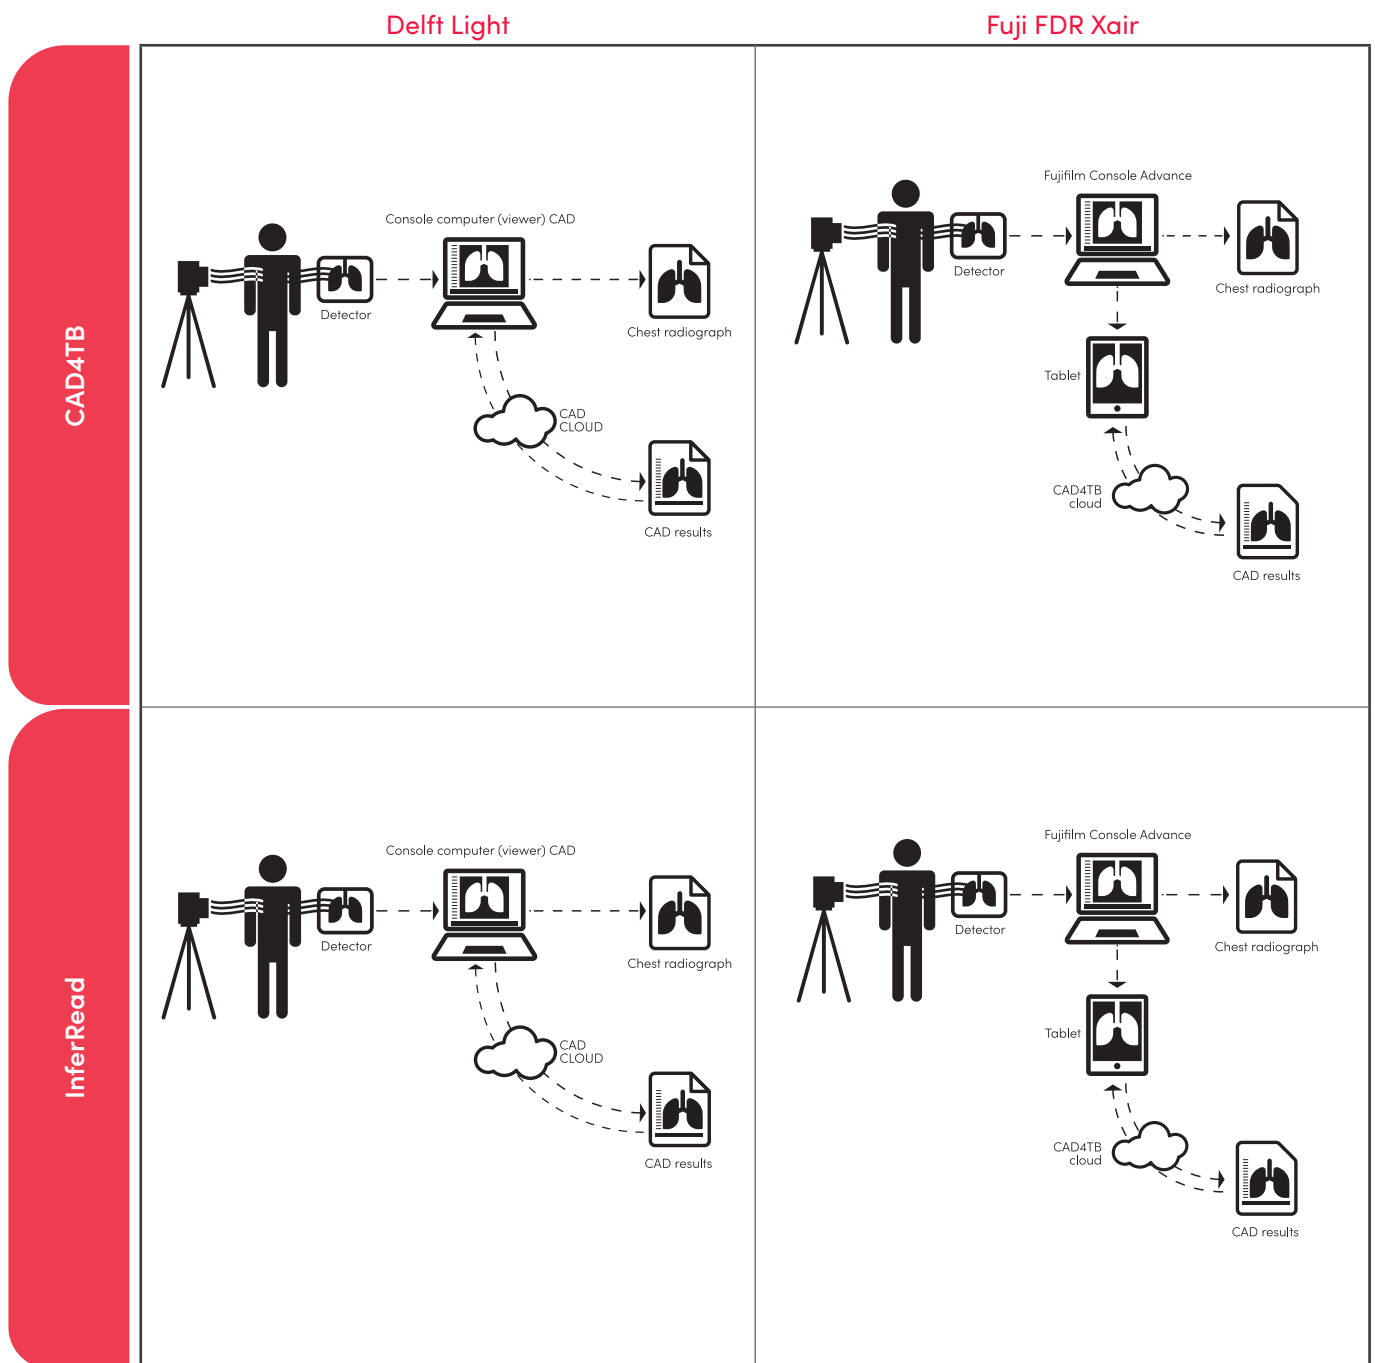 Delft Light
Fuji FDR Xair
CAD4TB
Console computer (viewer) CAD
Detector
Chest radiograph
CAD
CLOUD
CAD results
Fujifilm Console Advance
Detector
Chest radiograph
Tablet
CAD4TB
cloud
CAD results
InferRead
Console computer (viewer) CAD
Detector
Chest radiograph
CAD
CLOUD
CAD results
Fujifilm Console Advance
Detector
Chest radiograph
Tablet
CAD4TB
cloud
CAD results